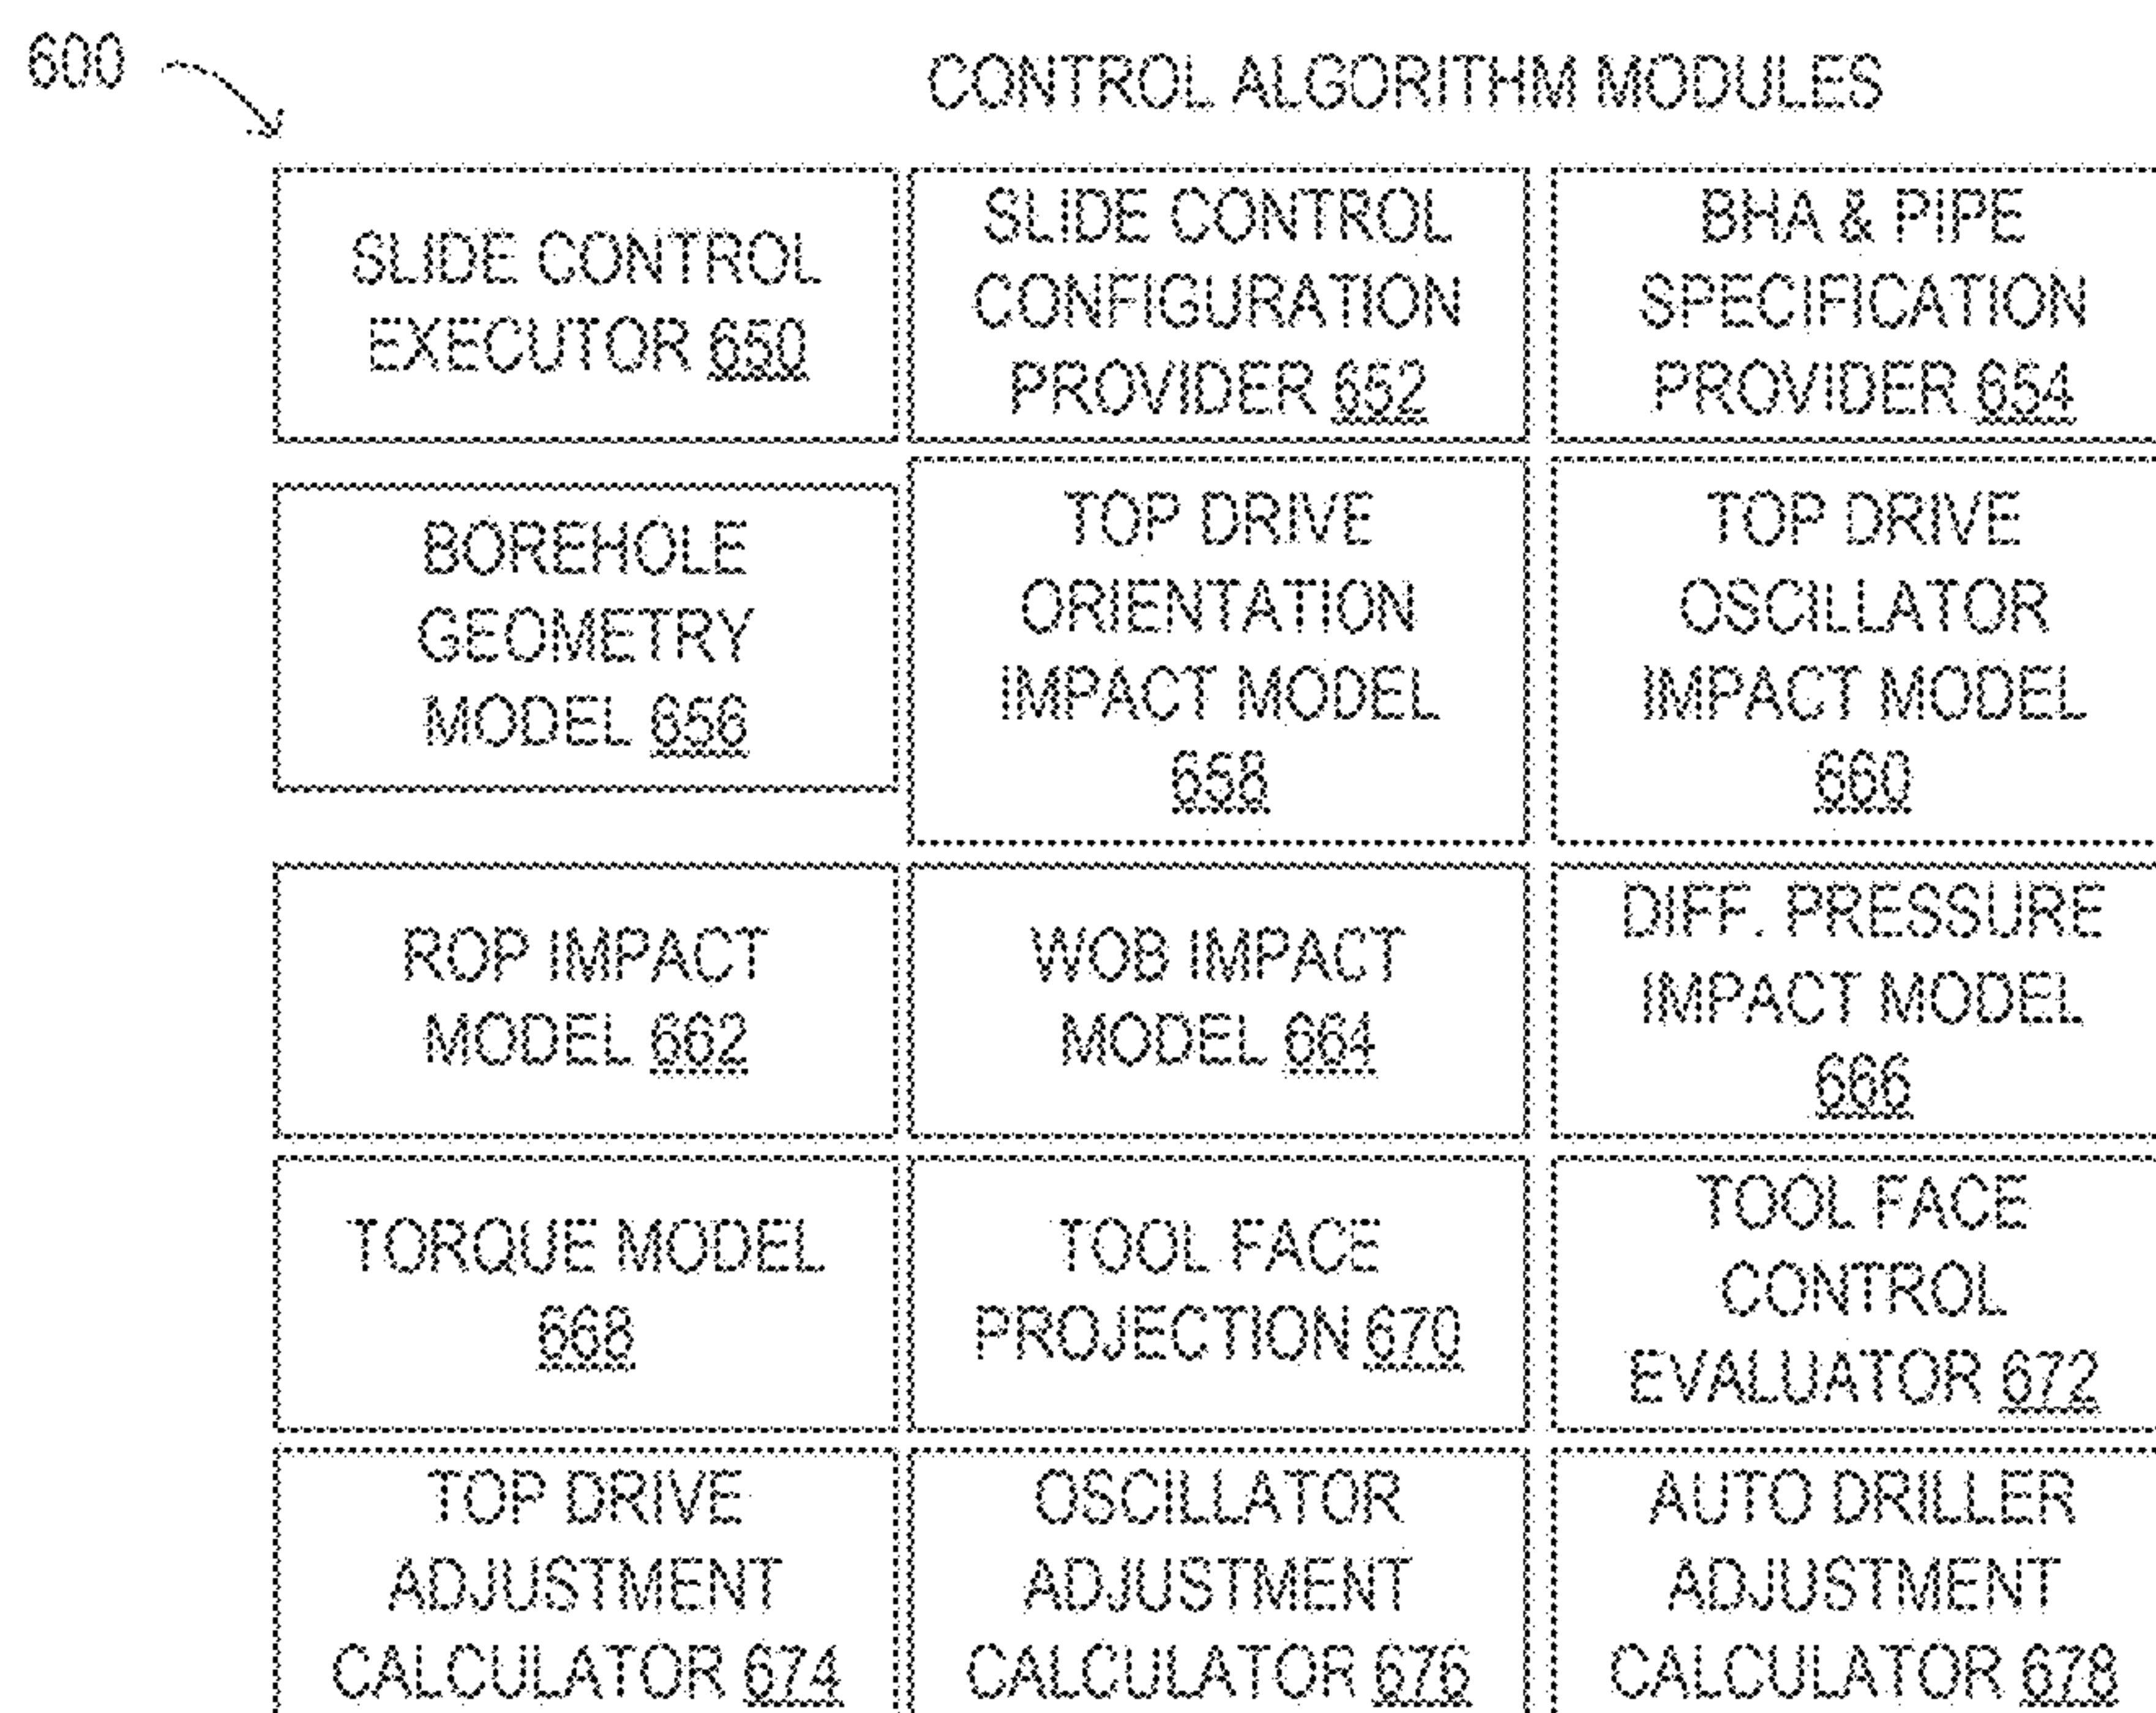 600
CONTROL ALGORITHM MODULES
SLIDE CONTROL
EXECUTOR 650
SLIDE CONTROL
CONFIGURATION
PROVIDER 652
BHA & PIPE
SPECIFICATION
PROVIDER 654
BOREHOLE
GEOMETRY
MODEL 656
TOP DRIVE
ORIENTATION
IMPACT MODEL
658
TOP DRIVE
OSCILLATOR
IMPACT MODEL
660
ROP IMPACT
MODEL 662
WOB IMPACT
MODEL 664
DIFF. PRESSURE
IMPACT MODEL
666
TORQUE MODEL
668
TOOL FACE
PROJECTION 670
TOOL FACE
CONTROL
EVALUATOR 672
TOP DRIVE
ADJUSTMENT
CALCULATOR 674
OSCILLATOR
ADJUSTMENT
CALCULATOR 676
AUTO DRILLER
ADJUSTMENT
CALCULATOR 678